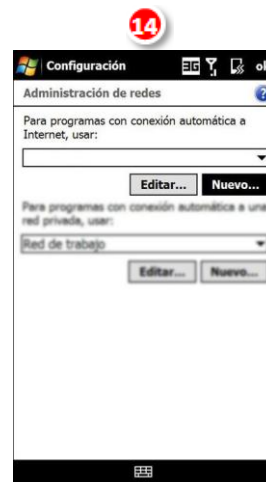 14
Configuración
3G
ok
Administración de redes
?
Para programas con conexión automática a
Internet, usar:
Editar... Nuevo...
Para programas con conexión automática a una
red privada, usar:
Red de trabajo
Editar... Nuevo...